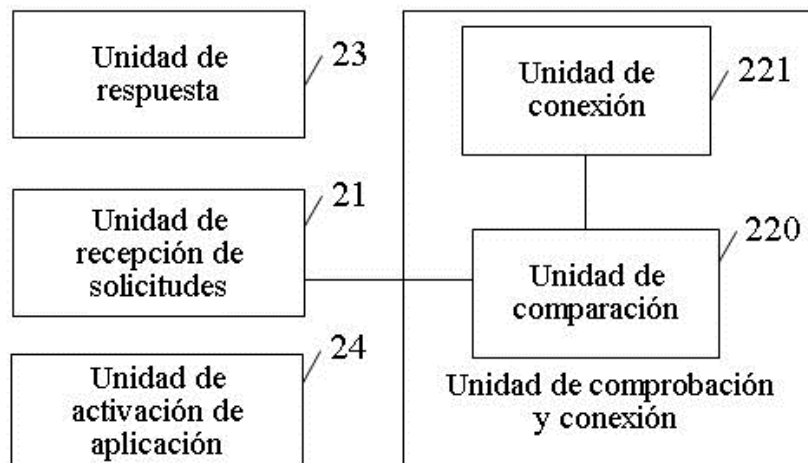 Unidad de
respuesta
23
Unidad de
conexión
221
Unidad de
recepción de
solicitudes
21
Unidad de
comparación
220
Unidad de
activación de
aplicación
24
Unidad de comprobación
y conexión